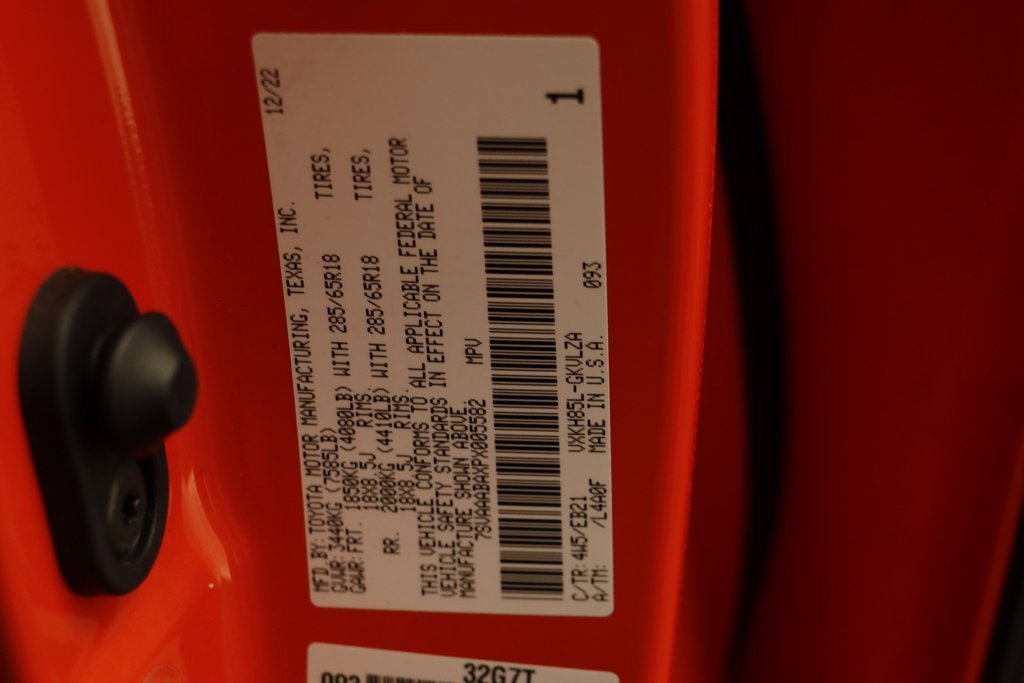 12/22
MFD BY: TOYOTA MOTOR MANUFACTURING, TEXAS, INC.
GVWR: 3440KG (7585LB)
GAWR: FRT. 1850KG (4080LB) WITH 285/65R18 TIRES,
18X8.5J RIMS.
RR. 2000KG (4410LB) WITH 285/65R18 TIRES,
18X8.5J RIMS.
THIS VEHICLE CONFORMS TO ALL APPLICABLE FEDERAL MOTOR
VEHICLE SAFETY STANDARDS IN EFFECT ON THE DATE OF
MANUFACTURE SHOWN ABOVE.
7SVAAABAXPX005582 MPV
1
C/TR: 4W5/EB21 VXKH85L-GKVLZA 093
A/TM: /L4A0F MADE IN U.S.A.
32G7T